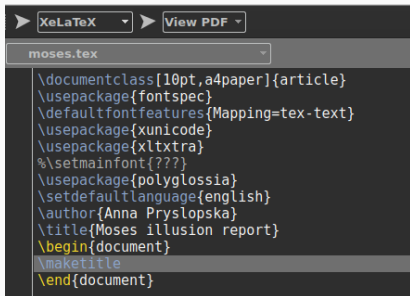 XeLaTeX View PDF
moses.tex
\documentclass[10pt,a4paper]{article}
\usepackage{fontspec}
\defaultfontfeatures{Mapping=tex-text}
\usepackage{xunicode}
\usepackage{xltxtra}
%\setmainfont{???}
\usepackage{polyglossia}
\setdefaultlanguage{english}
\author{Anna Pryslopska}
\title{Moses illusion report}
\begin{document}
\maketitle
\end{document}